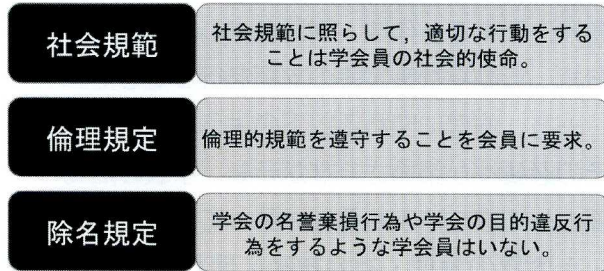 社会規範
社会規範に照らして，適切な行動をする
ことは学会員の社会的使命。
倫理規定
倫理的規範を遵守することを会員に要求。
除名規定
学会の名誉棄損行為や学会の目的違反行
為をするような学会員はいない。